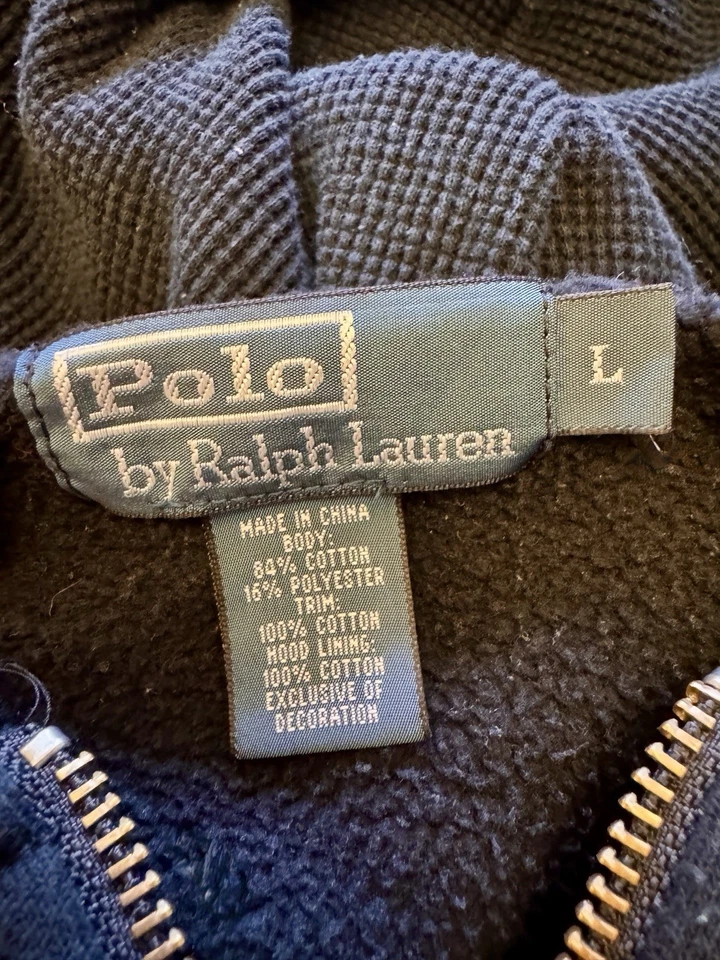 Polo
by Ralph Lauren
L
MADE IN CHINA
BODY:
84% COTTON
16% POLYESTER
TRIM:
100% COTTON
HOOD LINING:
100% COTTON
EXCLUSIVE OF
DECORATION